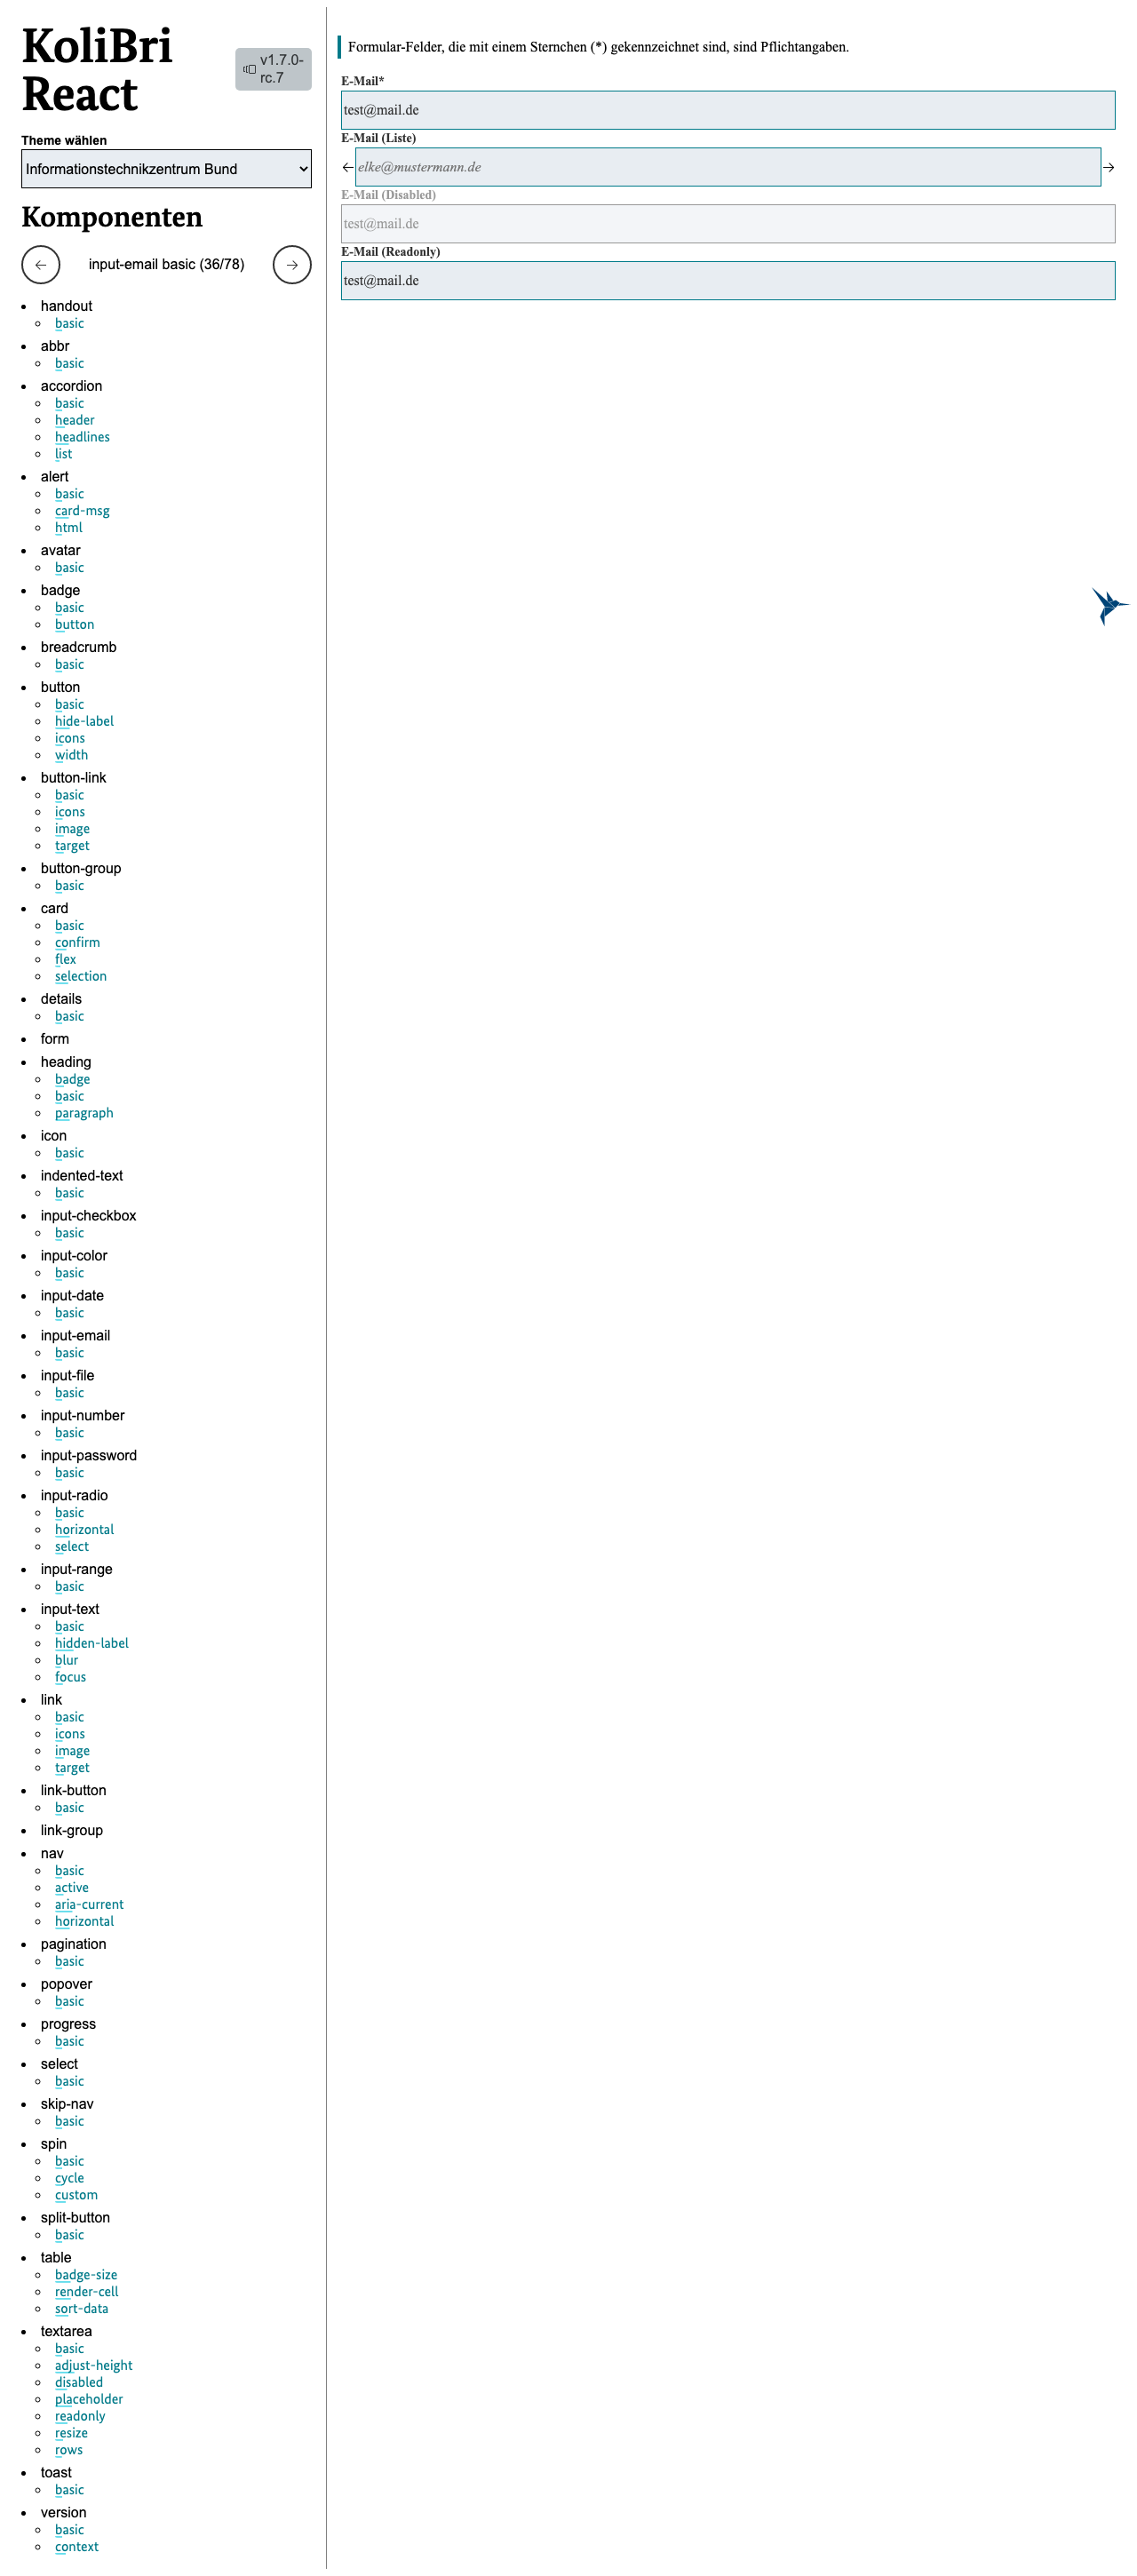 KoliBri
React
v1.7.0-
rc.7
Theme wählen
Informationstechnikzentrum Bund
Komponenten
input-email basic (36/78)
handout
basic
abbr
basic
accordion
basic
header
headlines
list
alert
basic
card-msg
html
avatar
basic
badge
basic
button
breadcrumb
basic
button
basic
hide-label
icons
width
button-link
basic
icons
image
target
button-group
basic
card
basic
confirm
flex
selection
details
basic
form
heading
badge
basic
paragraph
icon
basic
indented-text
basic
input-checkbox
basic
input-color
basic
input-date
basic
input-email
basic
input-file
basic
input-number
basic
input-password
basic
input-radio
basic
horizontal
select
input-range
basic
input-text
basic
hidden-label
blur
focus
link
basic
icons
image
target
link-button
basic
link-group
nav
basic
active
aria-current
horizontal
pagination
basic
popover
basic
progress
basic
select
basic
skip-nav
basic
spin
basic
cycle
custom
split-button
basic
table
badge-size
render-cell
sort-data
textarea
basic
adjust-height
disabled
placeholder
readonly
resize
rows
toast
basic
version
basic
context
Formular-Felder, die mit einem Sternchen (*) gekennzeichnet sind, sind Pflichtangaben.
E-Mail*
test@mail.de
E-Mail (Liste)
elke@mustermann.de
E-Mail (Disabled)
test@mail.de
E-Mail (Readonly)
test@mail.de